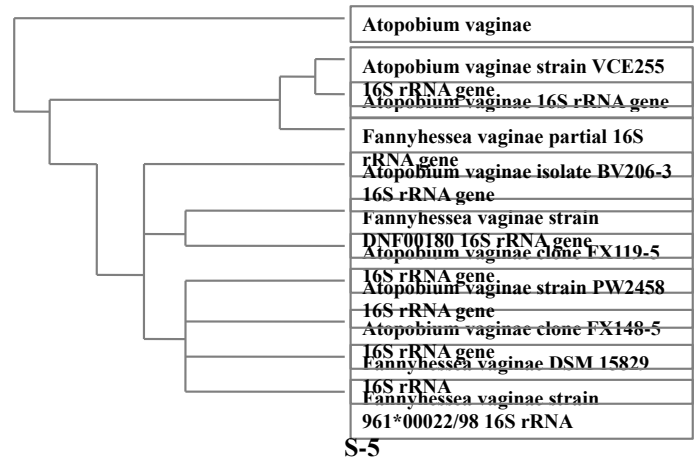 Atopobium vaginae
Atopobium vaginae strain VCE255
16S rRNA gene
Atopobium vaginae 16S rRNA gene
Fannyhessea vaginae partial 16S
rRNA gene
Atopobium vaginae isolate BV206-3
16S rRNA gene
Fannyhessea vaginae strain
DNF00180 16S rRNA gene
Atopobium vaginae clone FX119-5
16S rRNA gene
Atopobium vaginae strain PW2458
16S rRNA gene
Atopobium vaginae clone FX148-5
16S rRNA gene
Fannyhessea vaginae DSM 15829
16S rRNA
Fannyhessea vaginae strain
961*00022/98 16S rRNA
S-5